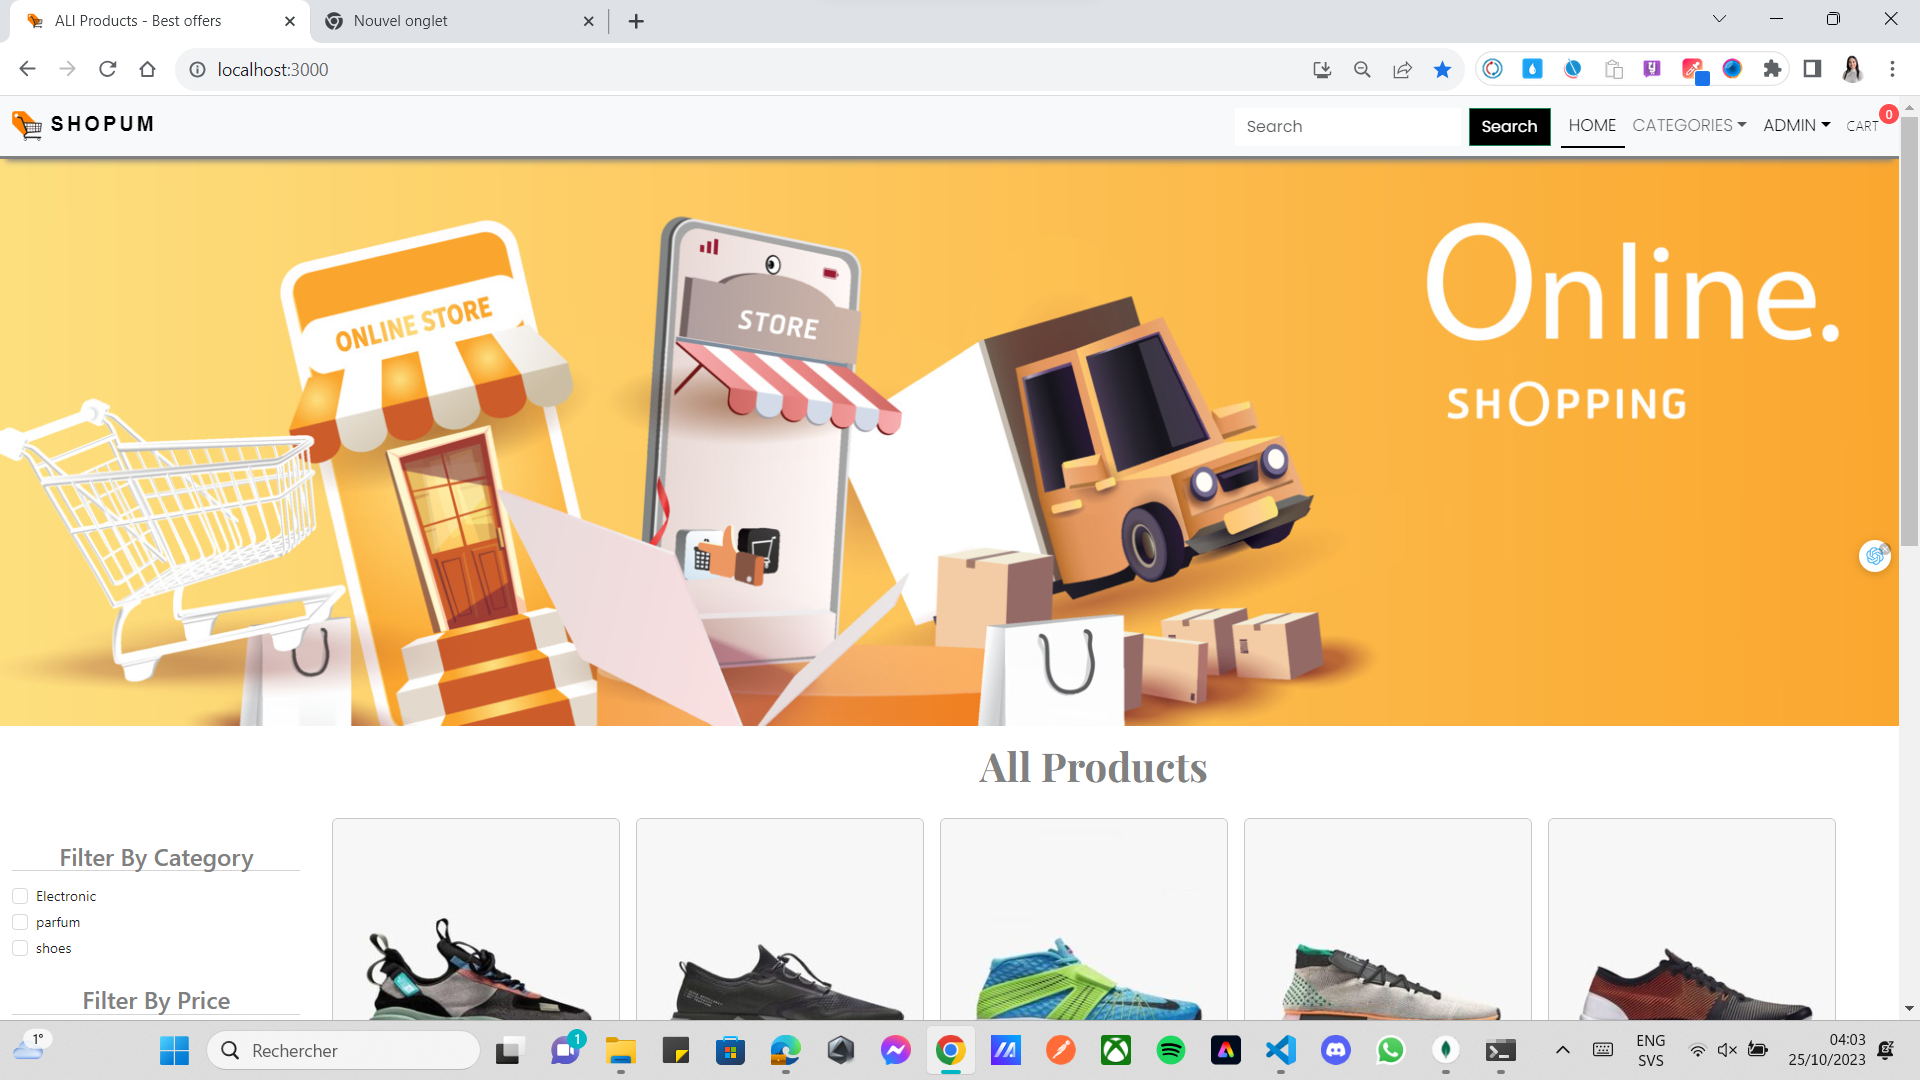 ALl Products - Best offers
Nouvel onglet
localhost:3000
SHOPUM
Search
Search
HOME
CATEGORIES
ADMIN
CART
0
ONLINE STORE
STORE
Online.
SHOPPING
All Products
Filter By Category
Electronic
parfum
shoes
Filter By Price
1°
Rechercher
1
ENG
SVS
04:03
25/10/2023